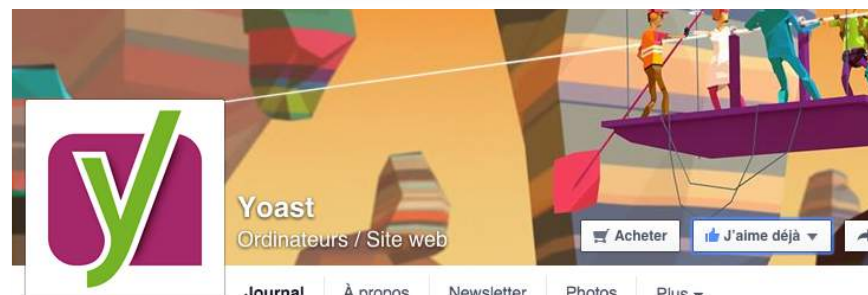 y
Yoast
Ordinateurs / Site web
Acheter
J'aime déjà
Journal À propos Newsletter Photos Plus